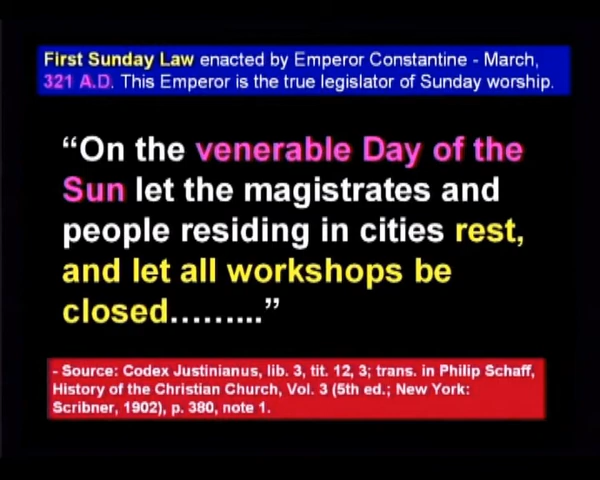 First Sunday Law enacted by Emperor Constantine - March,
321 A.D. This Emperor is the true legislator of Sunday worship.
“On the venerable Day of the
Sun let the magistrates and
people residing in cities rest,
and let all workshops be
closed.........”
- Source: Codex Justinianus, lib. 3, tit. 12, 3; trans. in Philip Schaff,
History of the Christian Church, Vol. 3 (5th ed.; New York:
Scribner, 1902), p. 380, note 1.